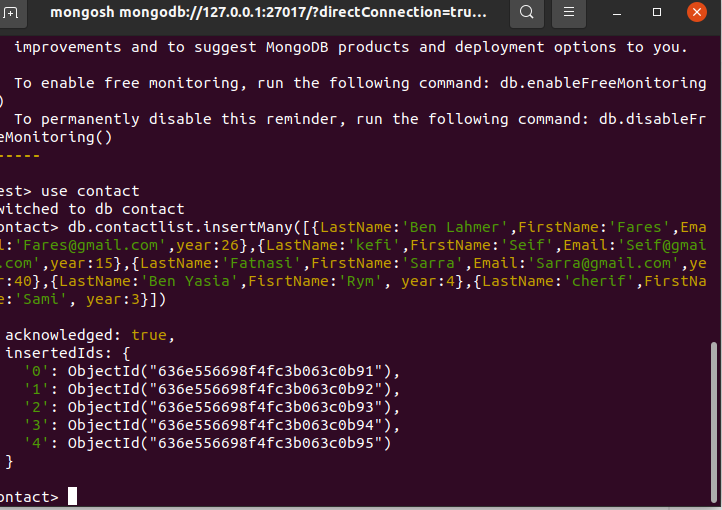 mongosh mongodb://127.0.0.1:27017/?directConnection=tru...
improvements and to suggest MongoDB products and deployment options to you.
To enable free monitoring, run the following command: db.enableFreeMonitoring
)
To permanently disable this reminder, run the following command: db.disableFr
eMonitoring()
-----
est> use contact
witched to db contact
ontact> db.contactlist.insertMany([{LastName:'Ben Lahmer',FirstName:'Fares',Ema
l:'Fares@gmail.com',year:26},{LastName:'kefi',FirstName:'Seif',Email:'Seif@gmai
.com',year:15},{LastName:'Fatnasi',FirstName:'Sarra',Email:'Sarra@gmail.com',ye
r:40},{LastName:'Ben Yasia',FisrtName:'Rym', year:4},{LastName:'cherif',FirstNa
e:'Sami', year:3}])
acknowledged: true,
insertedIds: {
'0': ObjectId("636e556698f4fc3b063c0b91"),
'1': ObjectId("636e556698f4fc3b063c0b92"),
'2': ObjectId("636e556698f4fc3b063c0b93"),
'3': ObjectId("636e556698f4fc3b063c0b94"),
'4': ObjectId("636e556698f4fc3b063c0b95")
}
ontact>